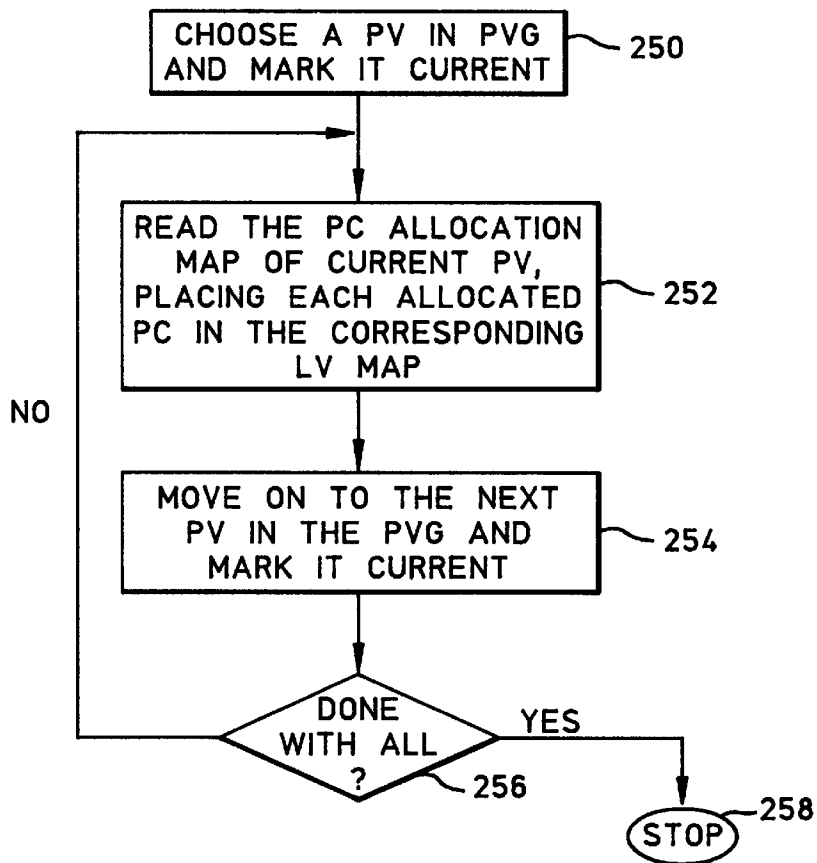 CHOOSE A PV IN PVG
AND MARK IT CURRENT
250
READ THE PC ALLOCATION
MAP OF CURRENT PV,
PLACING EACH ALLOCATED
PC IN THE CORRESPONDING
LV MAP
252
NO
MOVE ON TO THE NEXT
PV IN THE PVG AND
MARK IT CURRENT
254
DONE
WITH ALL
?
YES
256
STOP
258